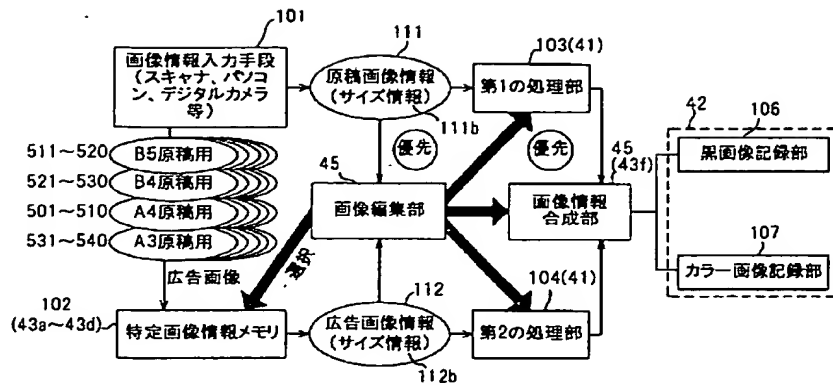 101
画像情報入力手段
(スキャナ、パソコ
ン、デジタルカメラ
等)
111
原稿画像情報
(サイズ情報)
111b
103(41)
第1の処理部
42
106
黒画像記録部
511〜520
B5原稿用
521〜530
B4原稿用
501〜510
A4原稿用
531〜540
A3原稿用
優先
優先
45
画像編集部
45
(43f)
画像情報
合成部
107
カラー画像記録部
広告画像
選択
102
(43a〜43d)
特定画像情報メモリ
112
広告画像情報
(サイズ情報)
112b
104(41)
第2の処理部